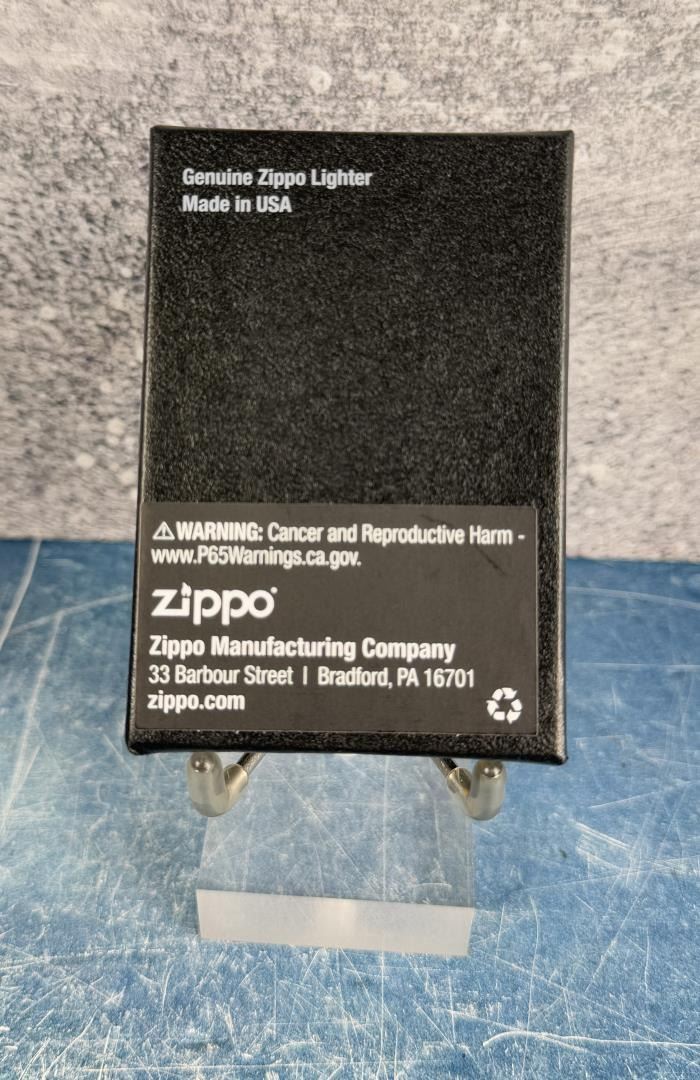 Genuine Zippo Lighter
Made in USA
⚠WARNING: Cancer and Reproductive Harm -
www.P65Warnings.ca.gov.
zippo
Zippo Manufacturing Company
33 Barbour Street | Bradford, PA 16701
zippo.com